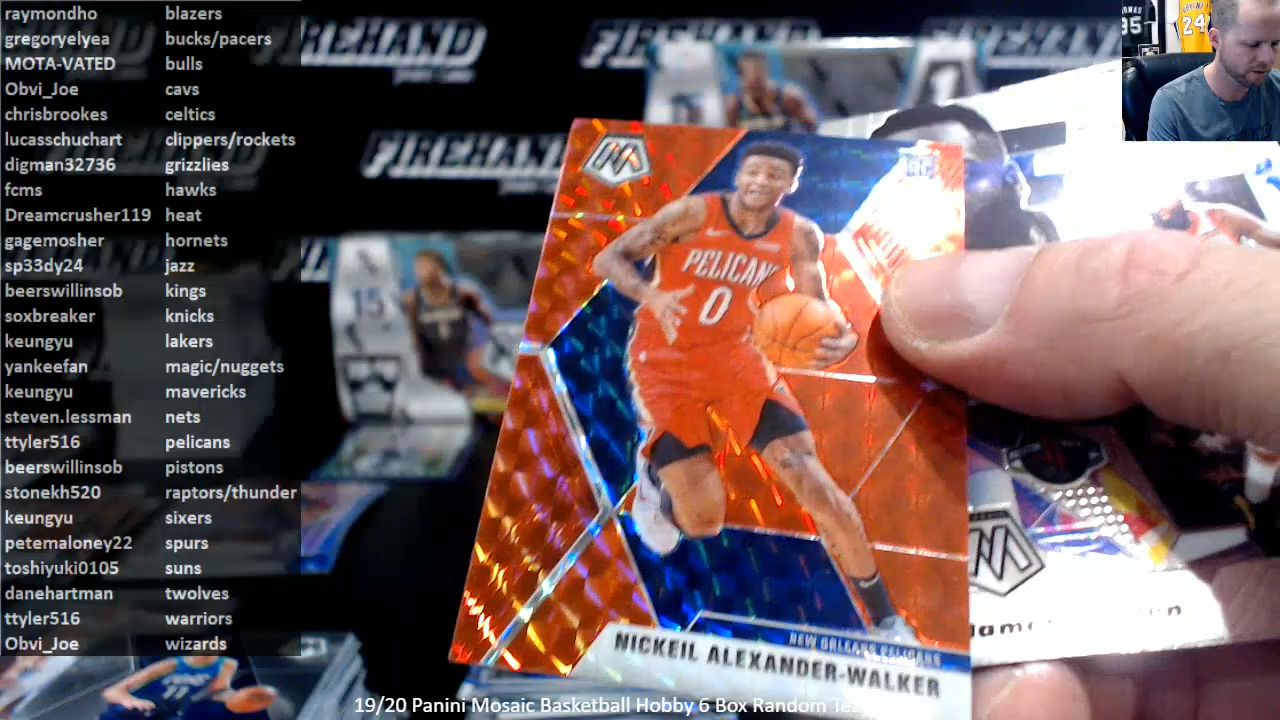 raymondho blazers
gregoryelyea bucks/pacers
MOTA-VATED bulls
Obvi_Joe cavs
chrisbrookes celtics
lucasschuchart clippers/rockets
digman32736 grizzlies
fcms hawks
Dreamcrusher119 heat
gagemosher hornets
sp33dy24 jazz
beerswillinsob kings
soxbreaker knicks
keungyu lakers
yankeefan magic/nuggets
keungyu mavericks
steven.lessman nets
ttyler516 pelicans
beerswillinsob pistons
stonekh520 raptors/thunder
keungyu sixers
petemaloney22 spurs
toshiyuki0105 suns
danehartman twolves
ttyler516 warriors
Obvi_Joe wizards
FIREHAND
FIREHAND
FIREHAND
24
15
PELICANS
0
NEW ORLEANS PELICANS
NICKEIL ALEXANDER-WALKER
19/20 Panini Mosaic Basketball Hobby 6 Box Random